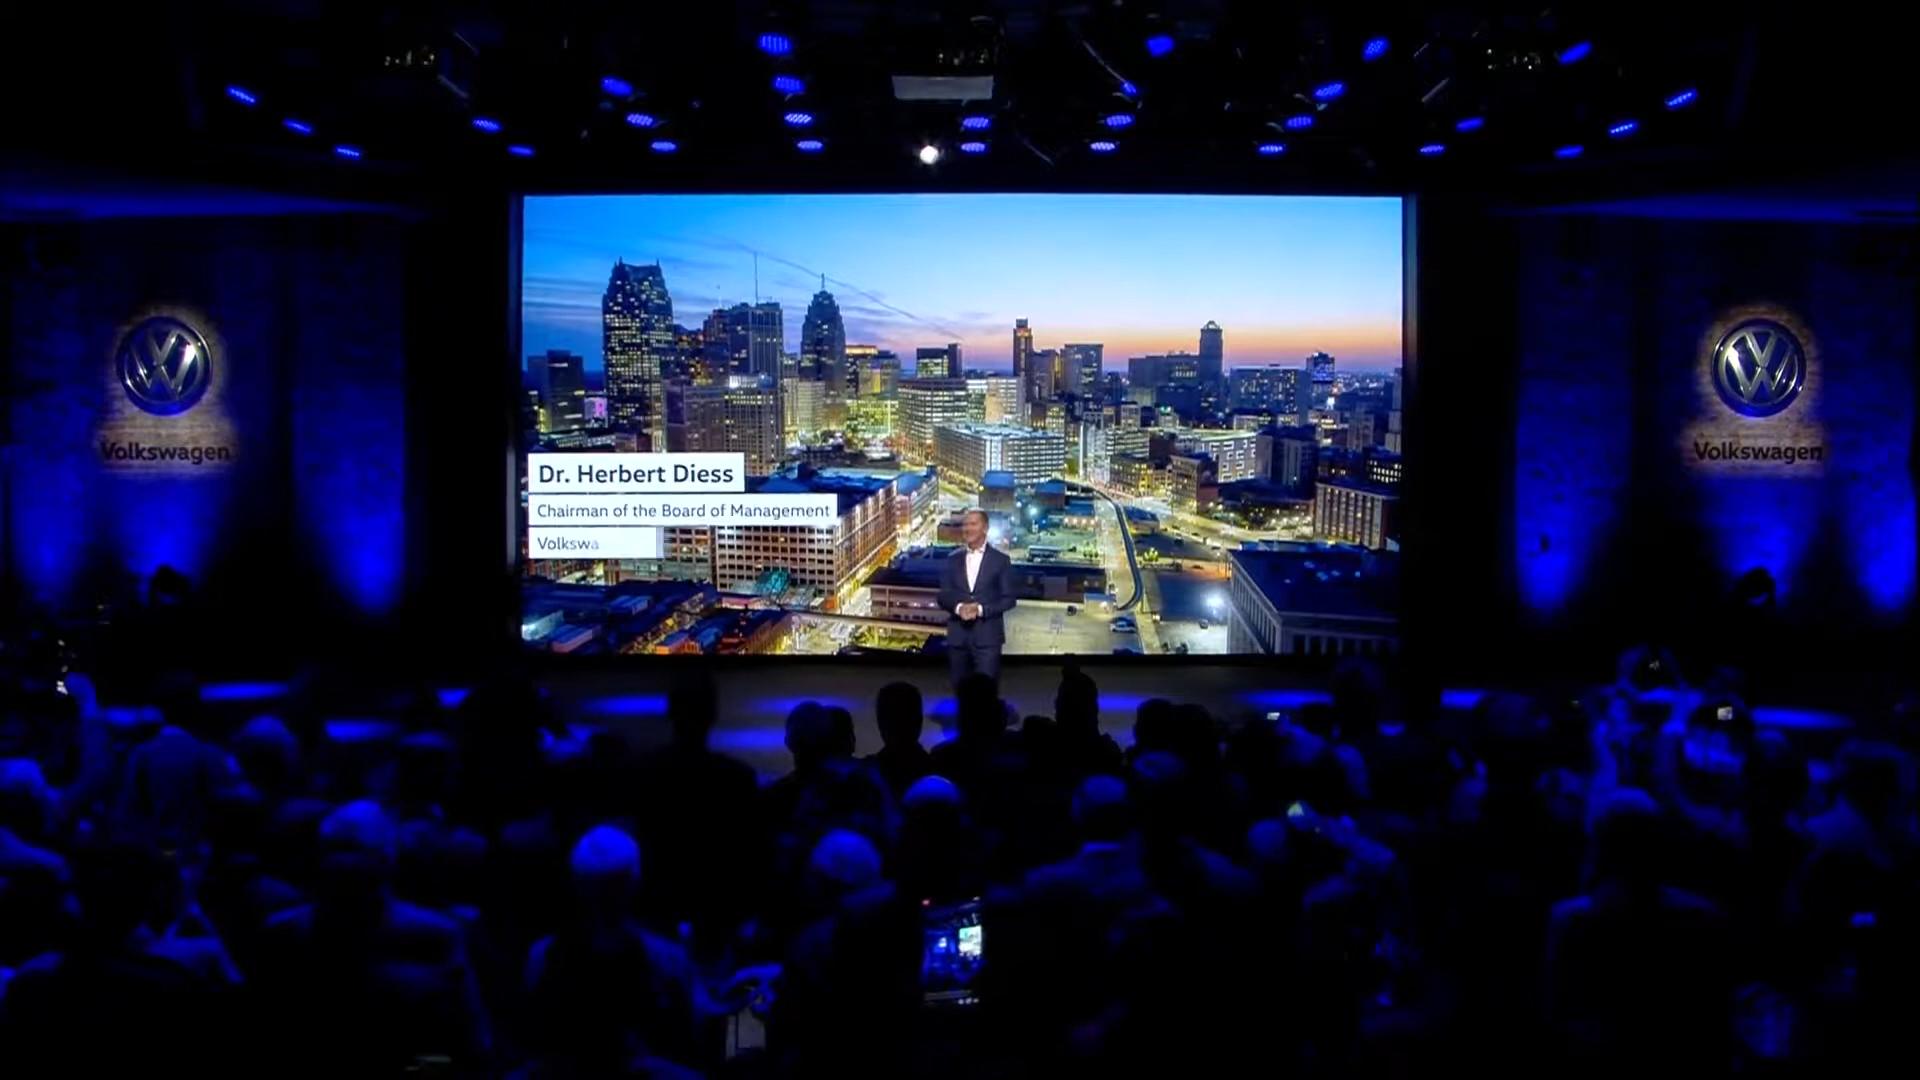 Dr. Herbert Diess
Chairman of the Board of Management
Volkswa
Volkswagen
Volkswagen